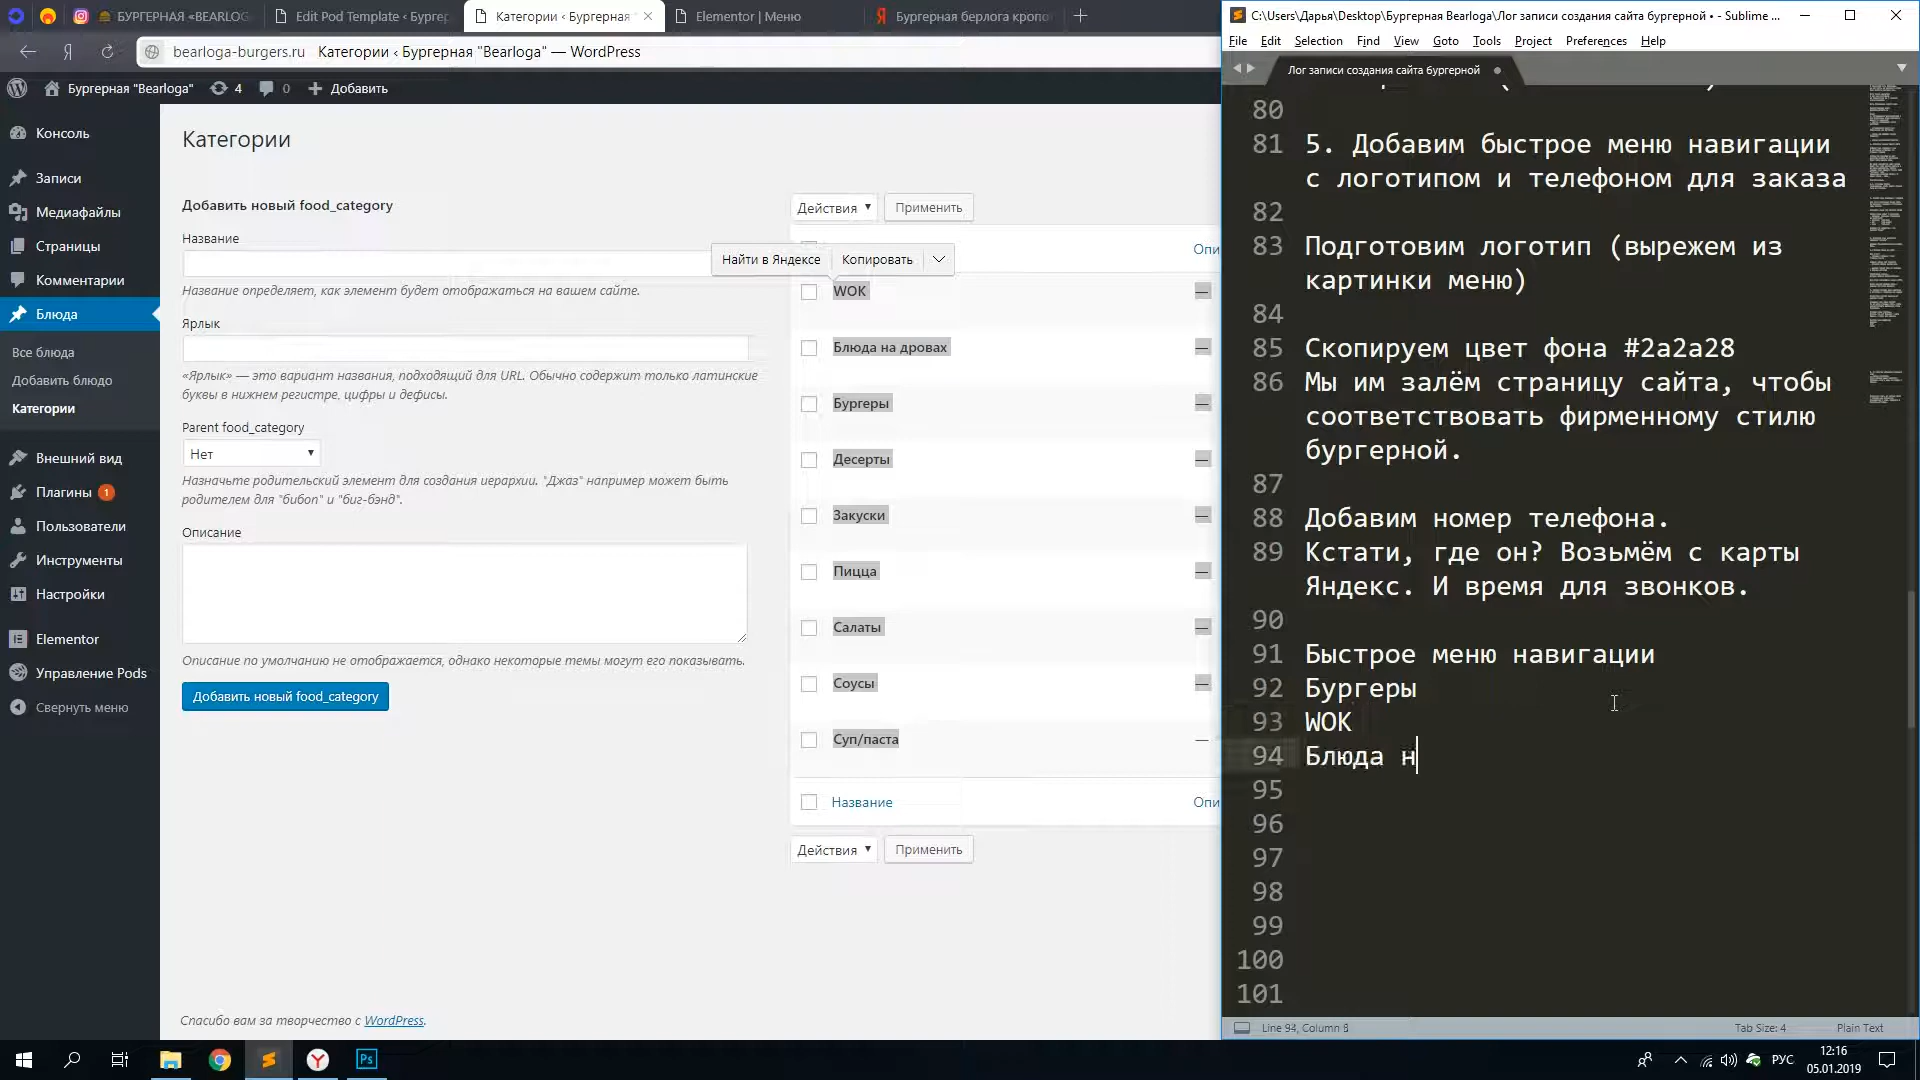 БУРГЕРНАЯ «BEARLOG
Edit Pod Template ‹ Бургер
Категории ‹ Бургерная
Elementor | Меню
Бургерная берлога кропо
bearloga-burgers.ru Категории ‹ Бургерная "Bearloga" — WordPress
Бургерная "Bearloga"
4
0
Добавить
Консоль
Записи
Медиафайлы
Страницы
Комментарии
Блюда
Все блюда
Добавить блюдо
Категории
Внешний вид
Плагины 1
Пользователи
Инструменты
Настройки
Elementor
Управление Pods
Свернуть меню
Категории
Добавить новый food_category
Название
Название определяет, как элемент будет отображаться на вашем сайте.
Ярлык
«Ярлык» — это вариант названия, подходящий для URL. Обычно содержит только латинские
буквы в нижнем регистре, цифры и дефисы.
Parent food_category
Нет
Назначьте родительский элемент для создания иерархии. "Джаз" например может быть
родителем для "бибоп" и "биг-бэнд".
Описание
Описание по умолчанию не отображается, однако некоторые темы могут его показывать.
Добавить новый food_category
Действия
Применить
Опи
Найти в Яндексе
Копировать
WOK —
Блюда на дровах —
Бургеры —
Десерты —
Закуски —
Пицца —
Салаты —
Соусы —
Суп/паста —
Название
Опи
Действия
Применить
Спасибо вам за творчество с WordPress.
C:\Users\Дарья\Desktop\Бургерная Bearloga\Лог записи создания сайта бургерной • - Sublime ...
File Edit Selection Find View Goto Tools Project Preferences Help
Лог записи создания сайта бургерной
80
81 5. Добавим быстрое меню навигации
с логотипом и телефоном для заказа
82
83 Подготовим логотип (вырежем из
картинки меню)
84
85 Скопируем цвет фона #2a2a28
86 Мы им залём страницу сайта, чтобы
соответствовать фирменному стилю
бургерной.
87
88 Добавим номер телефона.
89 Кстати, где он? Возьмём с карты
Яндекс. И время для звонков.
90
91 Быстрое меню навигации
92 Бургеры
93 WOK
94 Блюда н
95
96
97
98
99
100
101
Line 94, Column 8
Tab Size: 4
Plain Text
Ps
РУС
12:16
05.01.2019